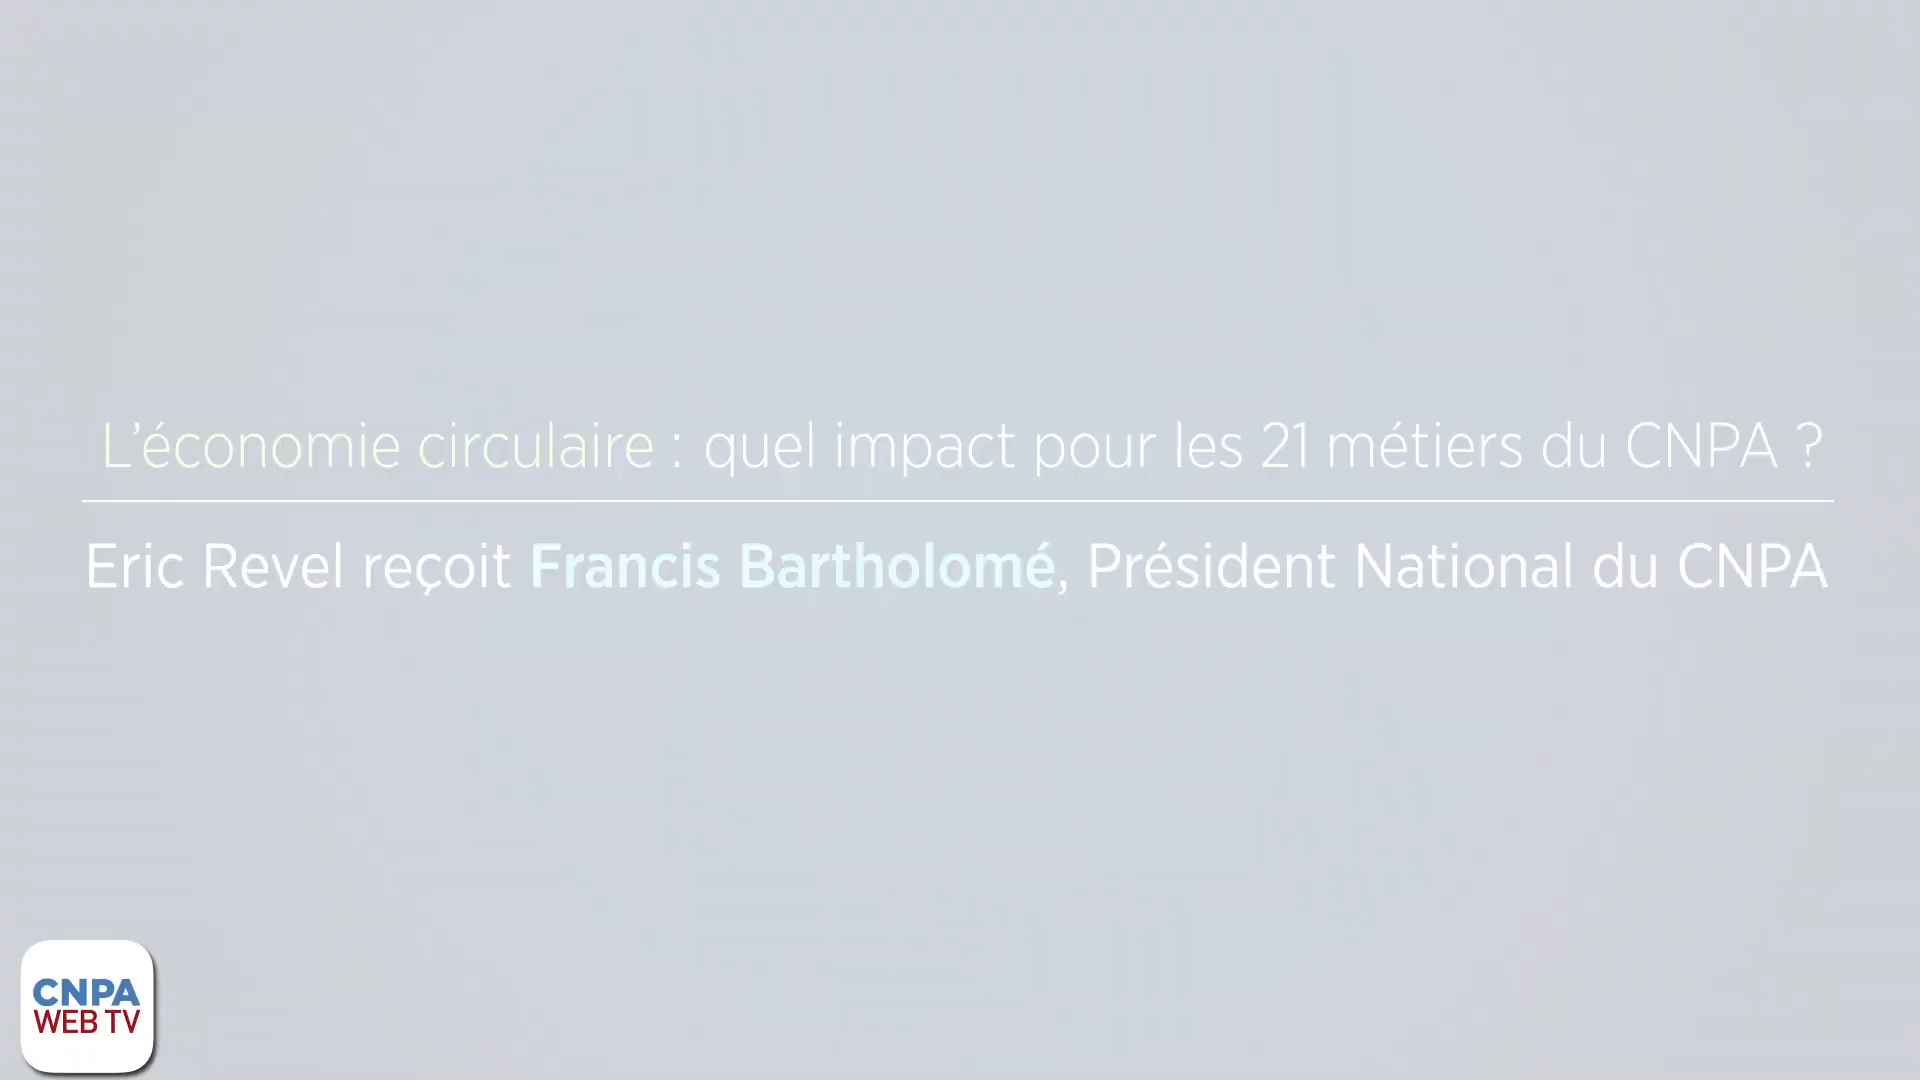 L’économie circulaire : quel impact pour les 21 métiers du CNPA ?
Eric Revel reçoit Francis Bartholomé, Président National du CNPA
CNPA
WEB TV